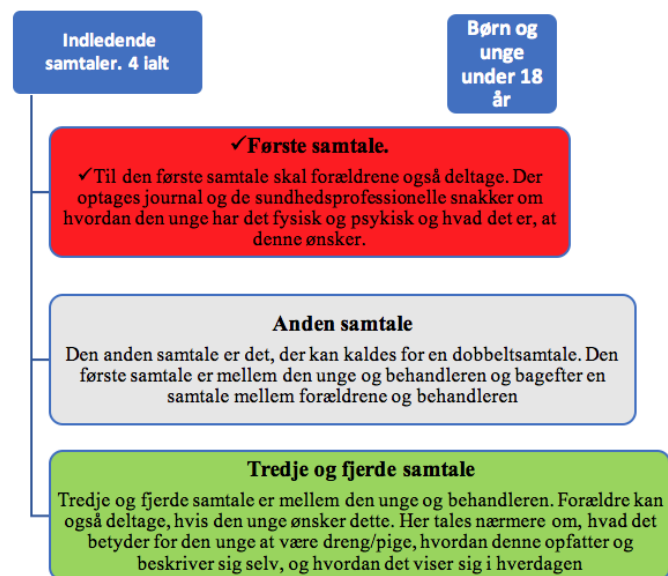 Indledende
samtaler. 4 ialt
Børn og
unge
under 18
år
✓Første samtale.
✓Til den første samtale skal forældrene også deltage. Der
optages journal og de sundhedsprofessionelle snakker om
hvordan den unge har det fysisk og psykisk og hvad det er, at
denne ønsker.
Anden samtale
Den anden samtale er det, der kan kaldes for en dobbeltsamtale. Den
første samtale er mellem den unge og behandleren og bagefter en
samtale mellem forældrene og behandleren
Tredje og fjerde samtale
Tredje og fjerde samtale er mellem den unge og behandleren. Forældre kan
også deltage, hvis den unge ønsker dette. Her tales nærmere om, hvad det
betyder for den unge at være dreng/pige, hvordan denne opfatter og
beskriver sig selv, og hvordan det viser sig i hverdagen